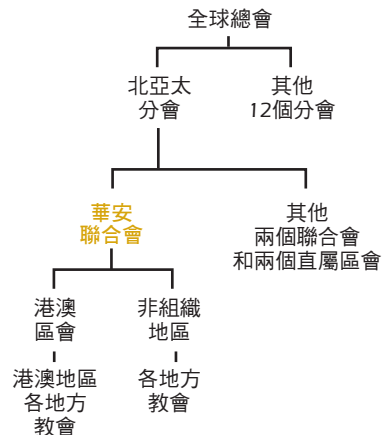 全球總會
北亞太
分會
其他
12個分會
華安
聯合會
其他
兩個聯合會
和兩個直屬區會
港澳
區會
非組織
地區
港澳地區
各地方
教會
各地方
教會